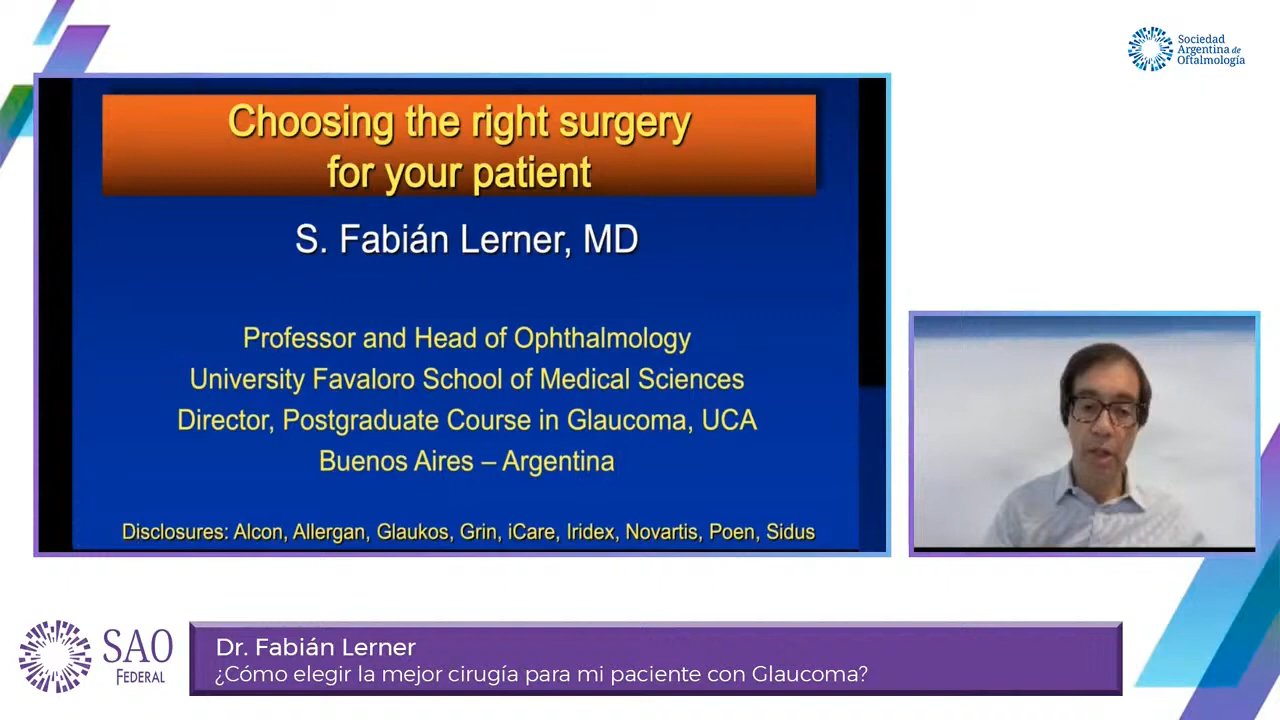 Sociedad
Argentina de
Oftalmología
Choosing the right surgery
for your patient
S. Fabián Lerner, MD
Professor and Head of Ophthalmology
University Favaloro School of Medical Sciences
Director, Postgraduate Course in Glaucoma, UCA
Buenos Aires – Argentina
Disclosures: Alcon, Allergan, Glaukos, Grin, iCare, Iridex, Novartis, Poen, Sidus
SAO
FEDERAL
Dr. Fabián Lerner
¿Cómo elegir la mejor cirugía para mi paciente con Glaucoma?